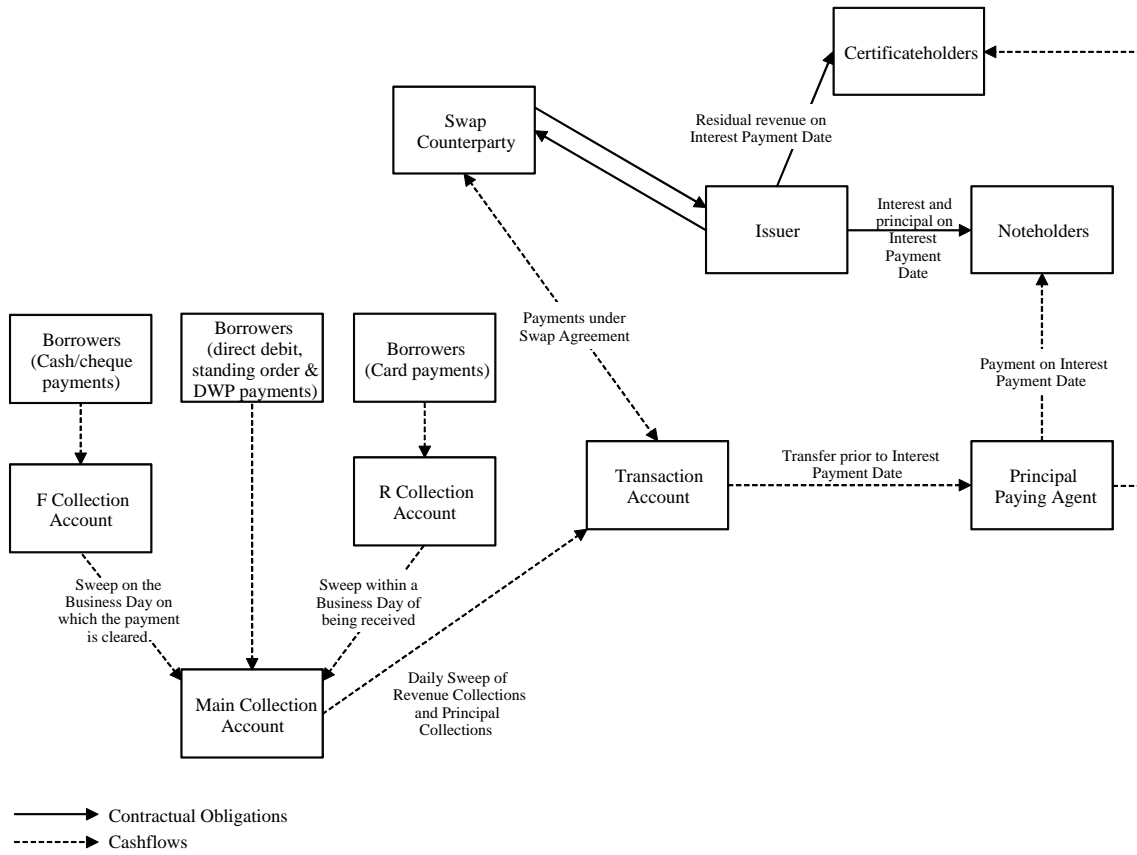 Certificateholders
Swap
Counterparty
Residual revenue on
Interest Payment Date
Issuer
Interest and
principal on
Interest
Payment
Date
Noteholders
Borrowers
(Cash/cheque
payments)
Borrowers
(direct debit,
standing order &
DWP payments)
Borrowers
(Card payments)
Payments under
Swap Agreement
Payment on Interest
Payment Date
F Collection
Account
R Collection
Account
Transaction
Account
Transfer prior to Interest
Payment Date
Principal
Paying Agent
Sweep on the
Business Day on
which the payment
is cleared
Sweep within a
Business Day of
being received
Main Collection
Account
Daily Sweep of
Revenue Collections
and Principal
Collections
Contractual Obligations
Cashflows